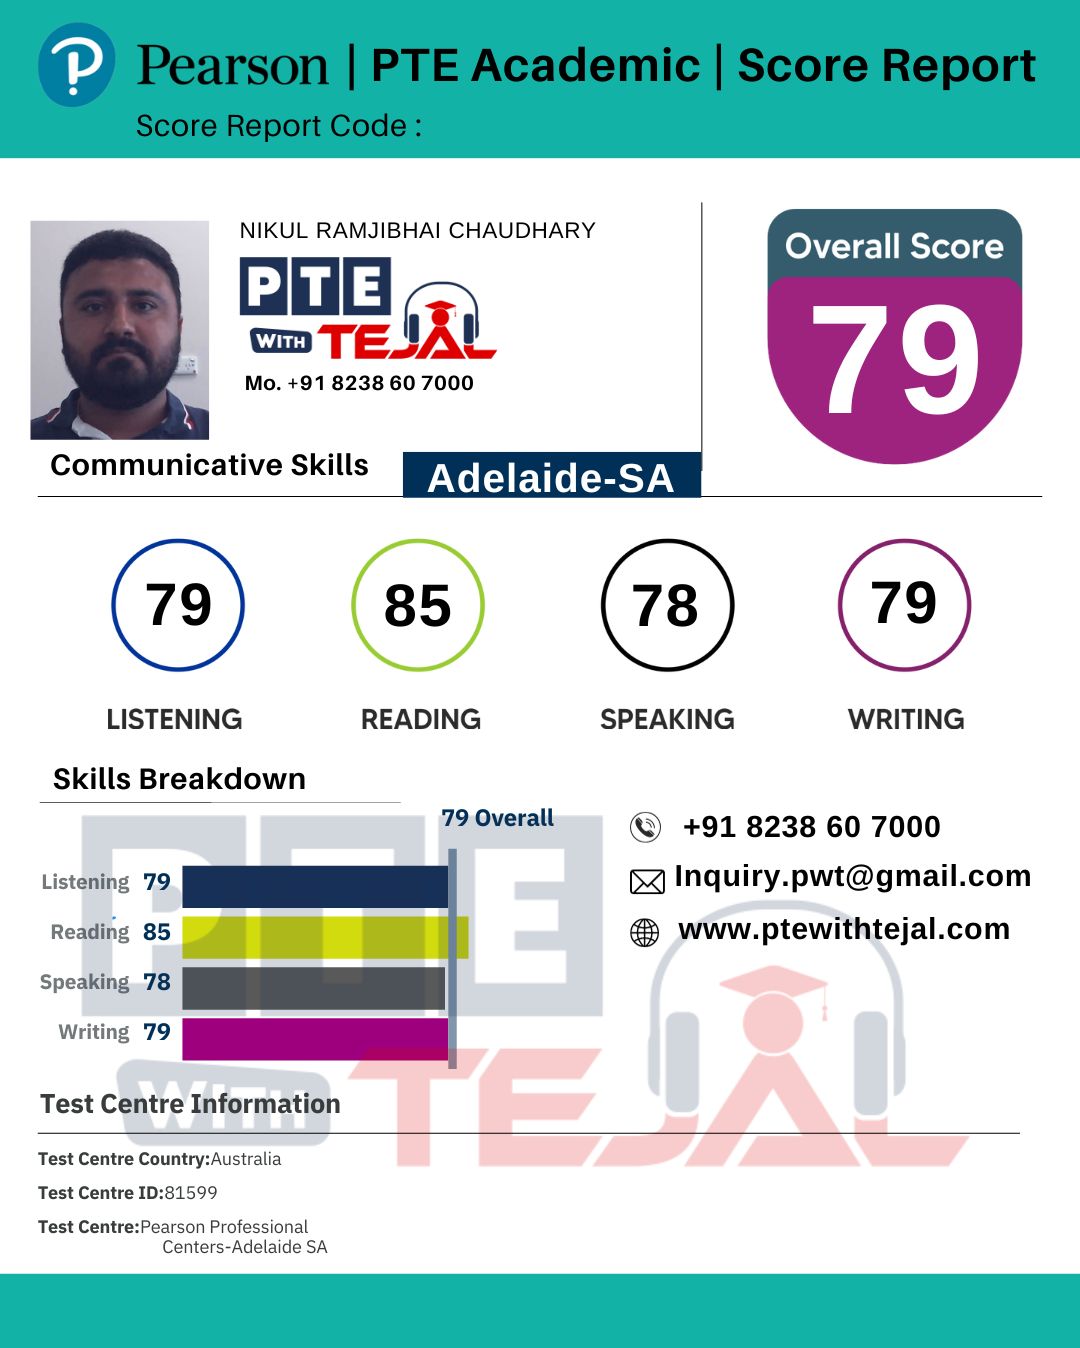 Pearson | PTE Academic | Score Report
Score Report Code :
NIKUL RAMJIBHAI CHAUDHARY
PTE
WITH TEJAL
Mo. +91 8238 60 7000
Overall Score
79
Communicative Skills
Adelaide-SA
79 85 78 79
LISTENING READING SPEAKING WRITING
Skills Breakdown
79 Overall
Listening 79
Reading 85
Speaking 78
Writing 79
+91 8238 60 7000
Inquiry.pwt@gmail.com
www.ptewithtejal.com
PTE
WITH TEJAL
Test Centre Information
Test Centre Country:Australia
Test Centre ID:81599
Test Centre:Pearson Professional
Centers-Adelaide SA